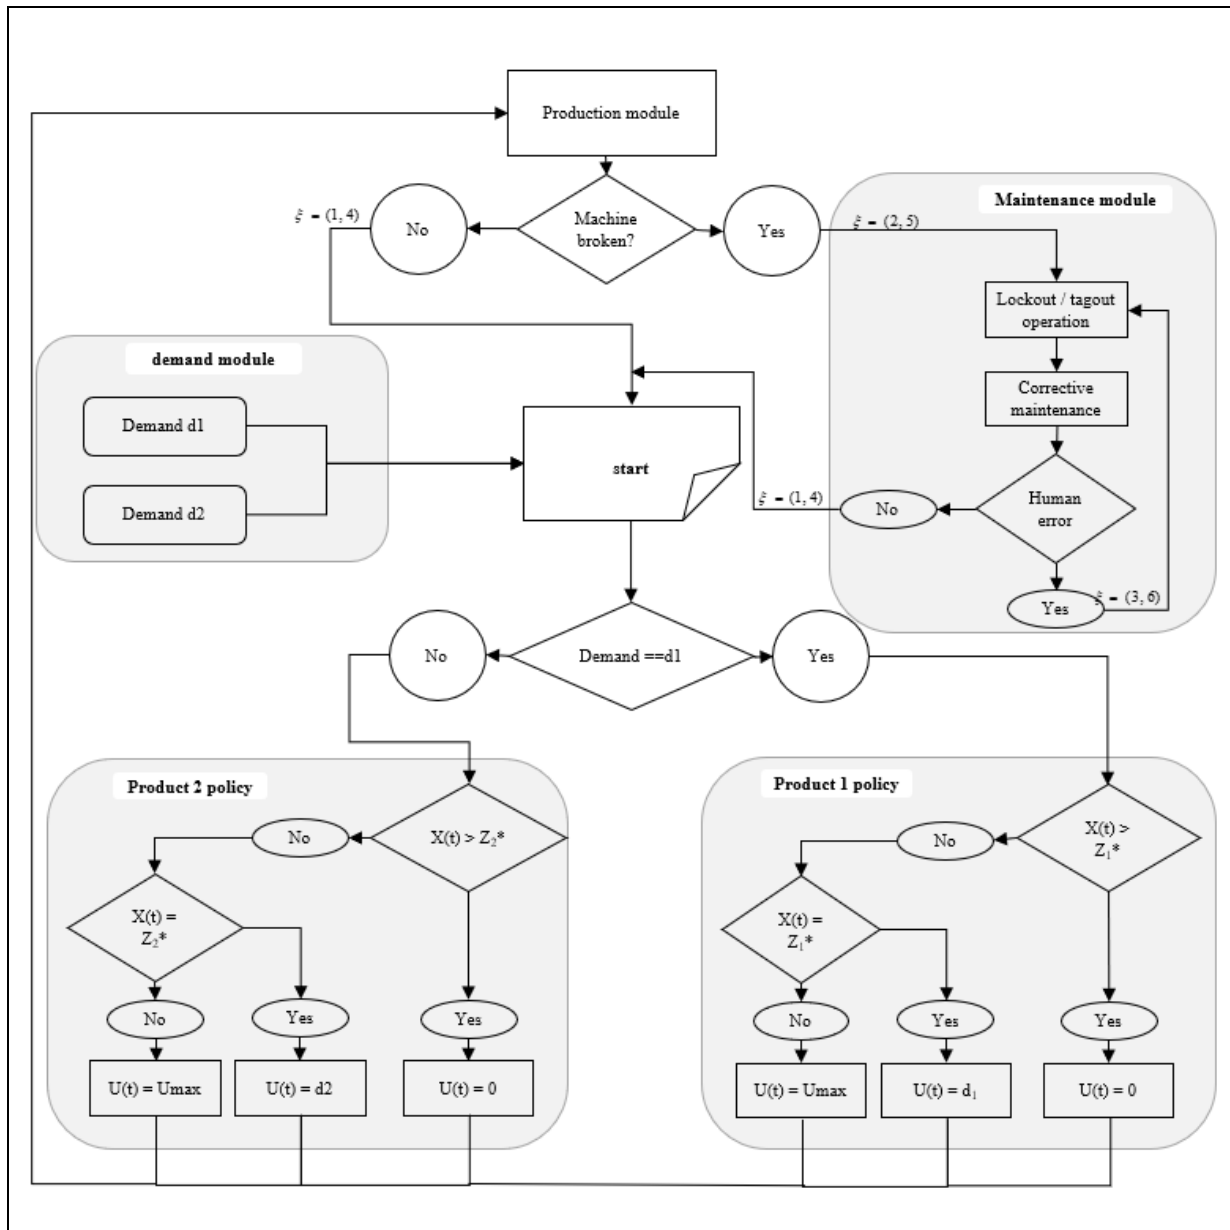 Production module
ξ = (1, 4)
No
Machine
broken?
Yes
ξ = (2, 5)
Maintenance module
Lockout / tagout
operation
Corrective
maintenance
Human
error
No
ξ = (1, 4)
Yes
ξ = (3, 6)
demand module
Demand d1
Demand d2
start
No
Demand ==d1
Yes
Product 2 policy
X(t) > Z₂*
No
X(t) =
Z₂*
No
Yes
Yes
U(t) = Umax
U(t) = d2
U(t) = 0
Product 1 policy
X(t) >
Z₁*
No
X(t) =
Z₁*
No
Yes
Yes
U(t) = Umax
U(t) = d₁
U(t) = 0